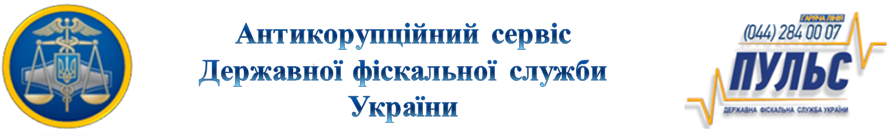 Антикорупційний сервіс
Державної фіскальної служби
України
ГАРЯЧА ЛІНІЯ
(044) 284 00 07
ПУЛЬС
ДЕРЖАВНА ФІСКАЛЬНА СЛУЖБА УКРАЇНИ